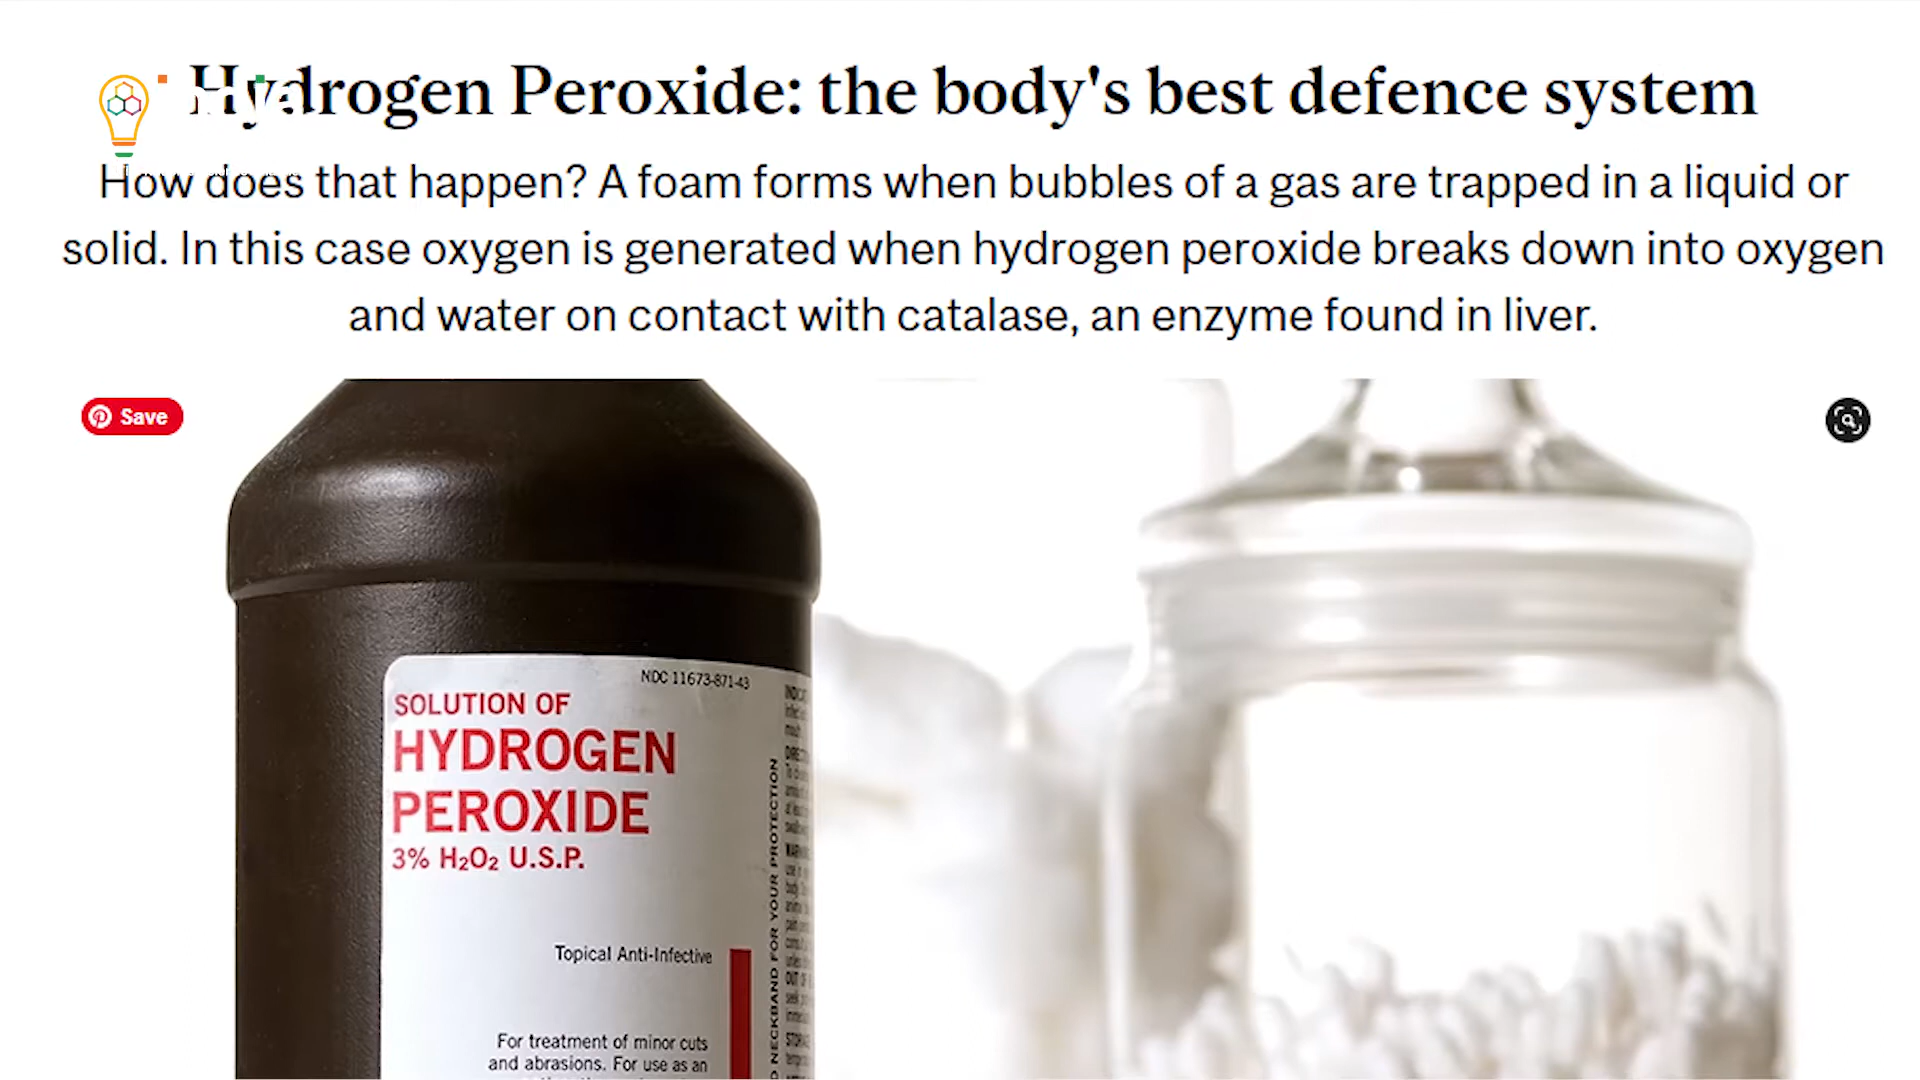 Hydrogen Peroxide: the body's best defence system
How does that happen? A foam forms when bubbles of a gas are trapped in a liquid or
solid. In this case oxygen is generated when hydrogen peroxide breaks down into oxygen
and water on contact with catalase, an enzyme found in liver.
Save
NDC 11673-871-43
SOLUTION OF
HYDROGEN
PEROXIDE
3% H₂O₂ U.S.P.
Topical Anti-Infective
For treatment of minor cuts
and abrasions. For use as an
NECKBAND FOR YOUR PROTECTION